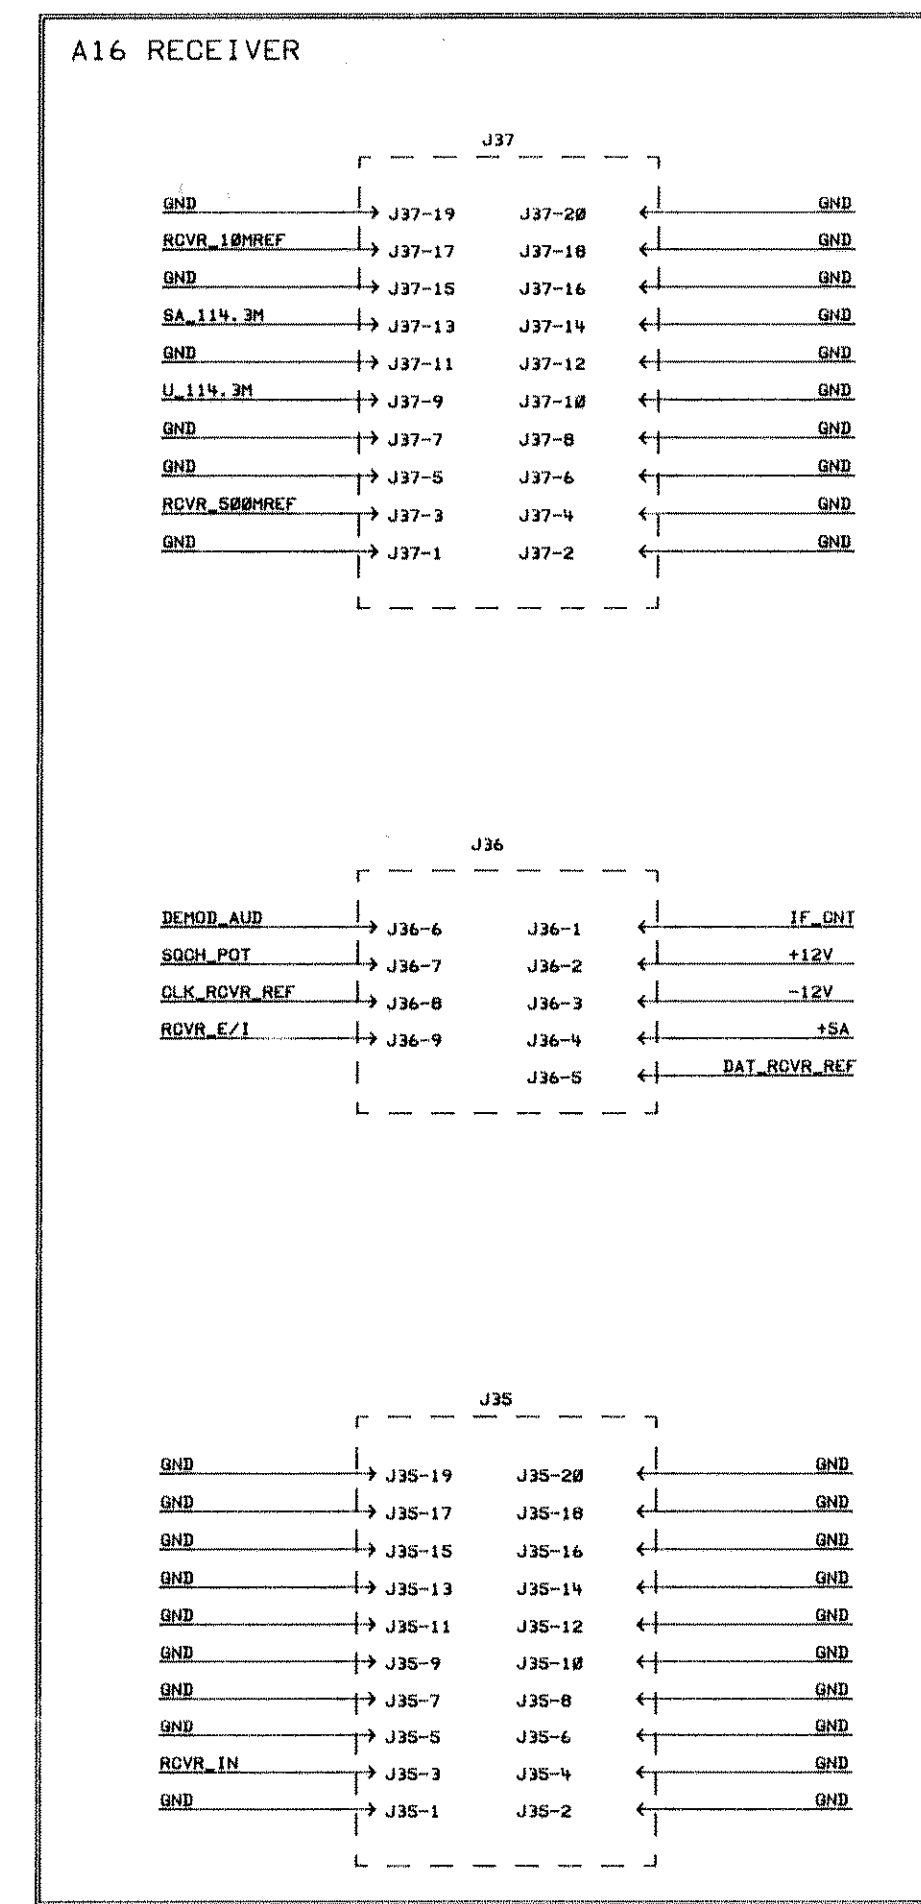 A16 RECEIVER
J37
GND J37-19 J37-20 GND
RCVR_10MREF J37-17 J37-18 GND
GND J37-15 J37-16 GND
SA_114.3M J37-13 J37-14 GND
GND J37-11 J37-12 GND
U_114.3M J37-9 J37-10 GND
GND J37-7 J37-8 GND
GND J37-5 J37-6 GND
RCVR_500MREF J37-3 J37-4 GND
GND J37-1 J37-2 GND
J36
DEMOD_AUD J36-6 J36-1 IF_CNT
SQCH_POT J36-7 J36-2 +12V
CLK_RCVR_REF J36-8 J36-3 -12V
RCVR_E/I J36-9 J36-4 +5A
J36-5 DAT_RCVR_REF
J35
GND J35-19 J35-20 GND
GND J35-17 J35-18 GND
GND J35-15 J35-16 GND
GND J35-13 J35-14 GND
GND J35-11 J35-12 GND
GND J35-9 J35-10 GND
GND J35-7 J35-8 GND
GND J35-5 J35-6 GND
RCVR_IN J35-3 J35-4 GND
GND J35-1 J35-2 GND